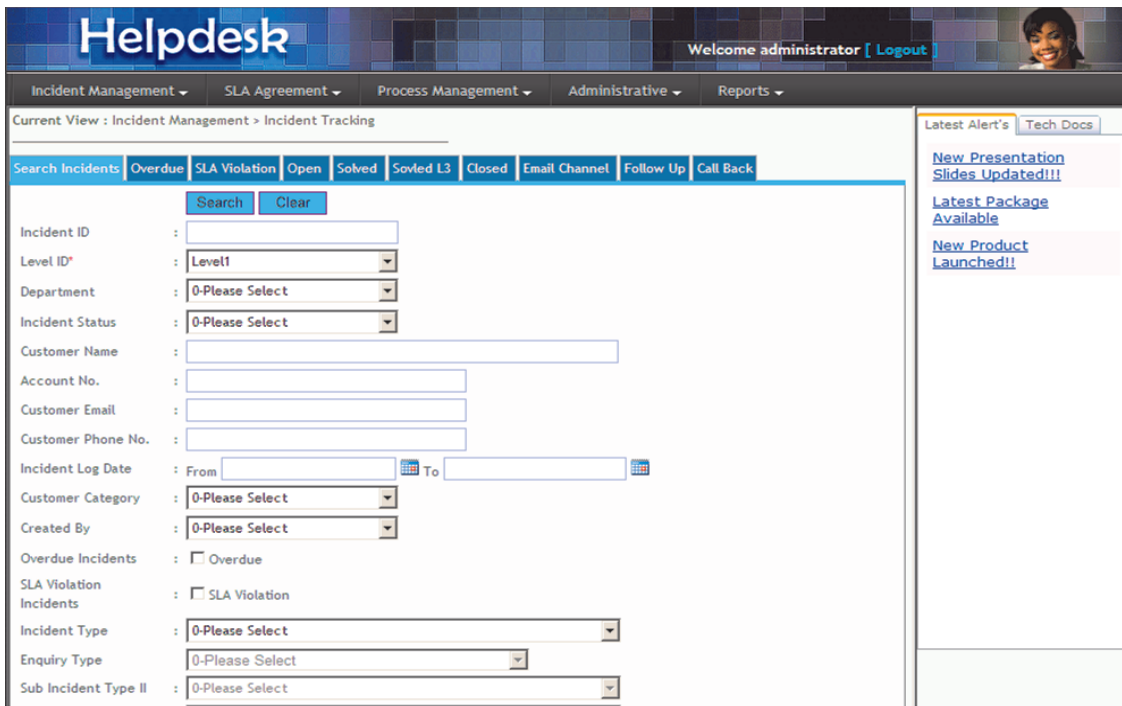 Helpdesk
Welcome administrator [ Logout ]
Incident Management SLA Agreement Process Management Administrative Reports
Current View : Incident Management > Incident Tracking
Latest Alert's Tech Docs
Search Incidents Overdue SLA Violation Open Solved Sovled L3 Closed Email Channel Follow Up Call Back
New Presentation
Slides Updated!!!
Latest Package
Available
New Product
Launched!!
Search Clear
Incident ID :
Level ID* : Level1
Department : 0-Please Select
Incident Status : 0-Please Select
Customer Name :
Account No. :
Customer Email :
Customer Phone No. :
Incident Log Date : From To
Customer Category : 0-Please Select
Created By : 0-Please Select
Overdue Incidents : Overdue
SLA Violation
Incidents : SLA Violation
Incident Type : 0-Please Select
Enquiry Type 0-Please Select
Sub Incident Type II : 0-Please Select